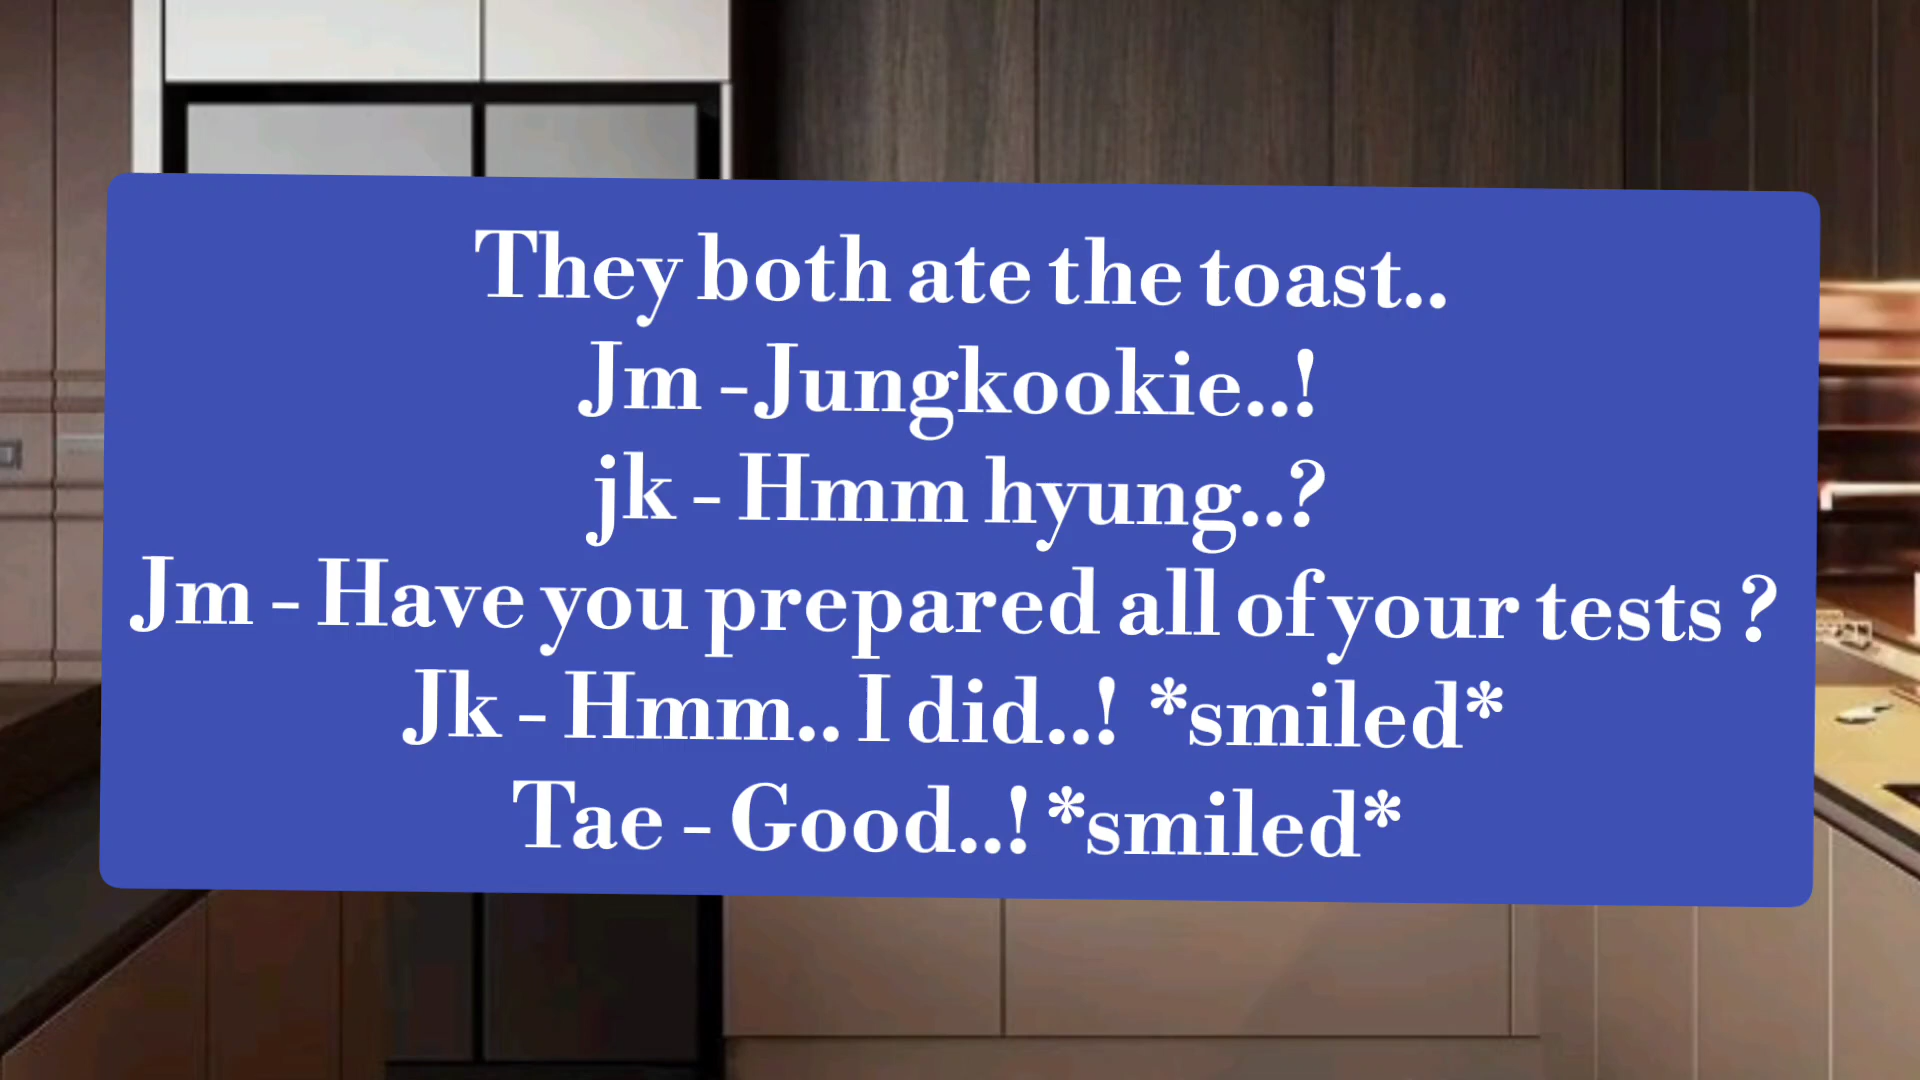 They both ate the toast..
Jm -Jungkookie..!
jk - Hmm hyung..?
Jm - Have you prepared all of your tests ?
Jk - Hmm.. I did..! *smiled*
Tae - Good..! *smiled*